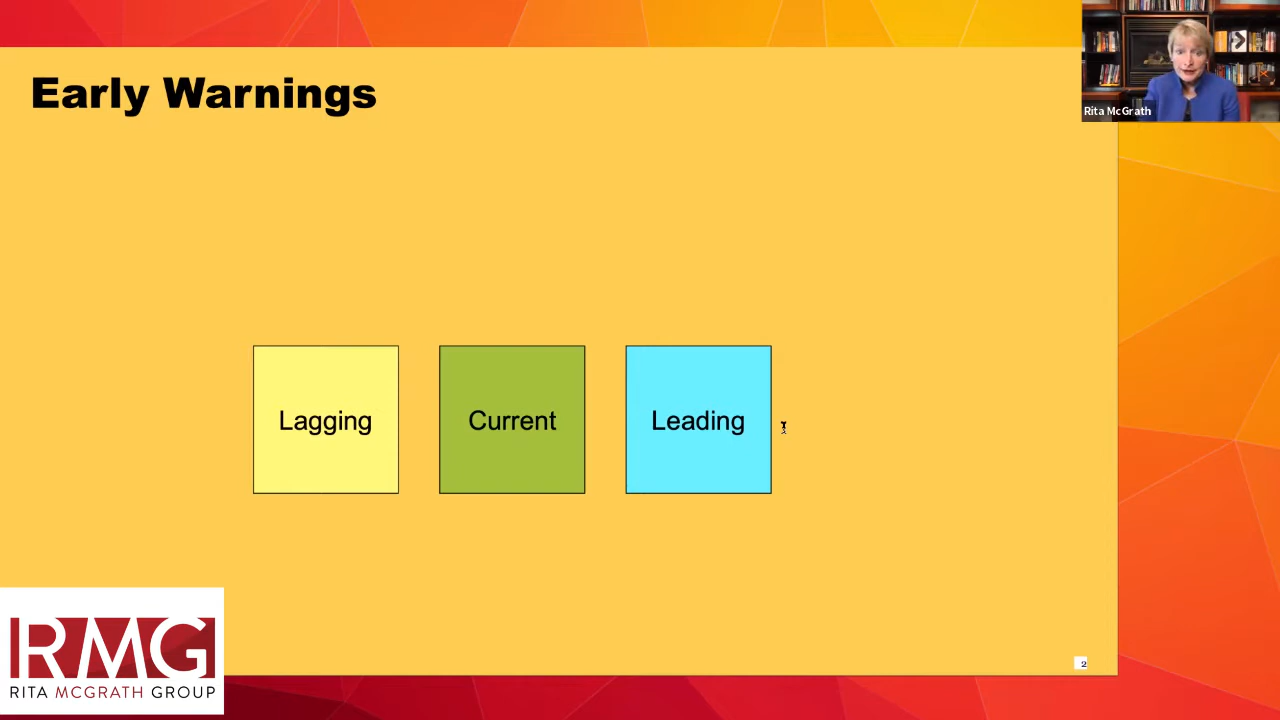 Early Warnings
Rita McGrath
Lagging
Current
Leading
2
RMG
RITA MCGRATH GROUP